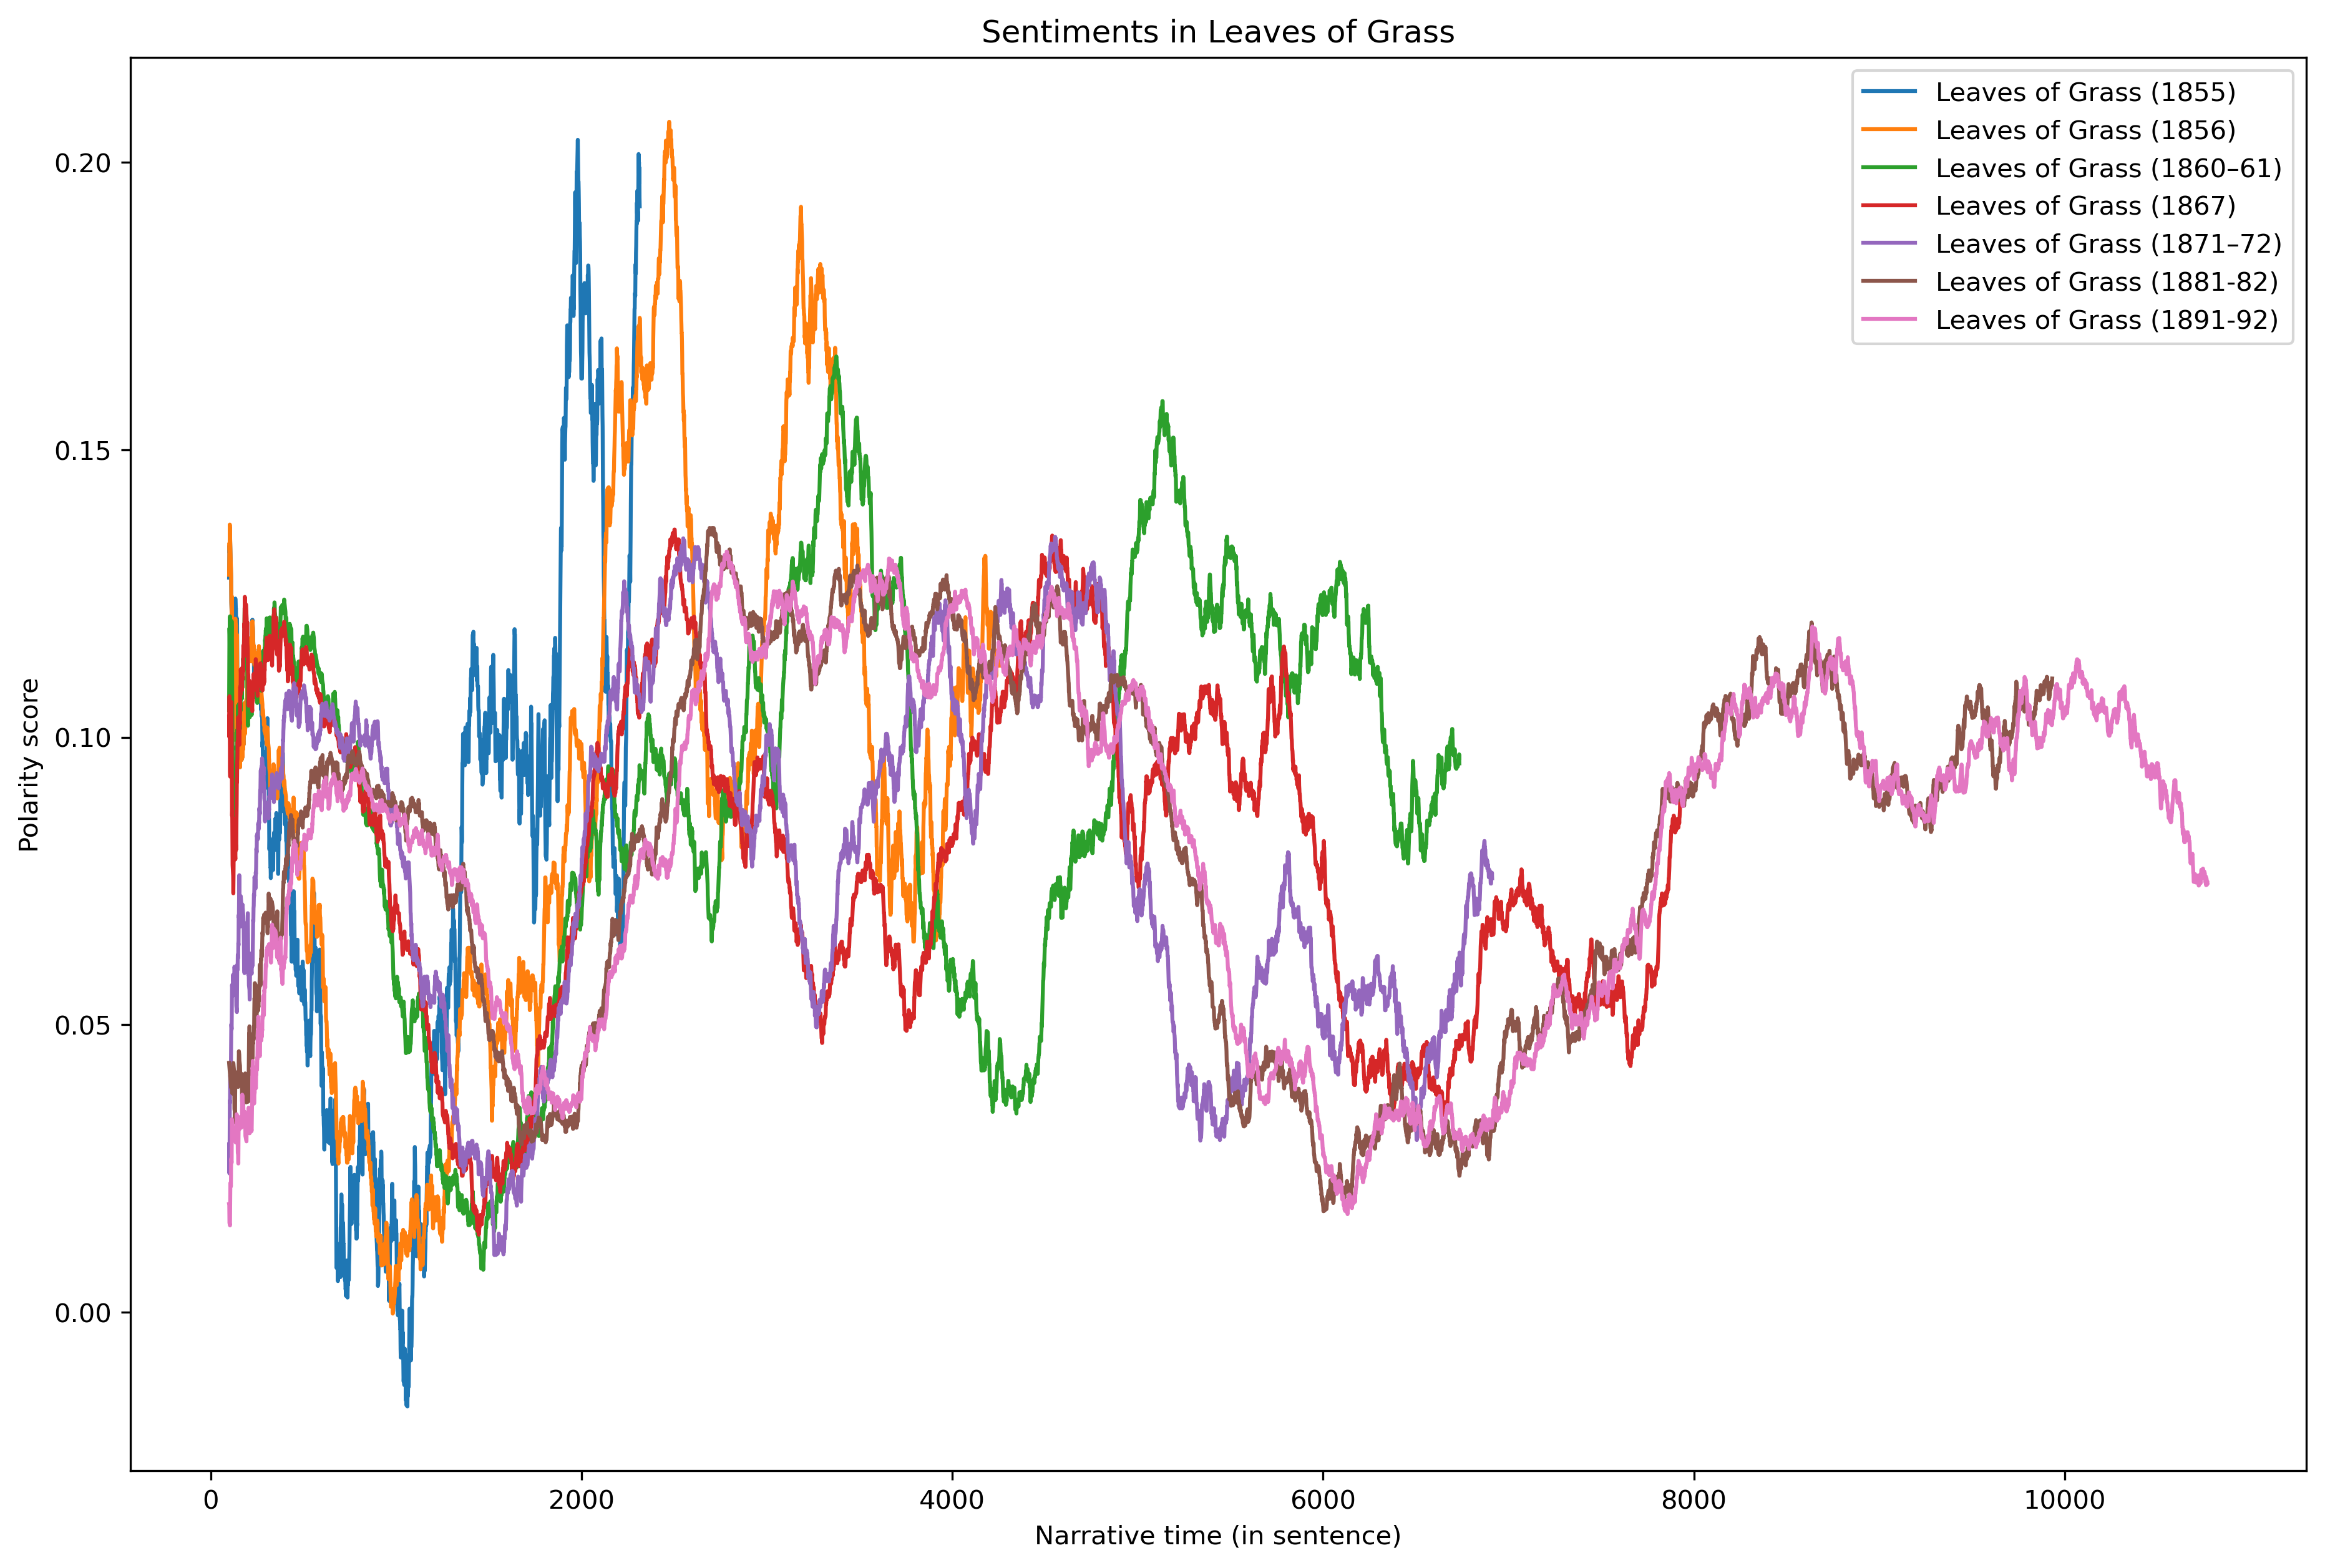 Sentiments in Leaves of Grass
Leaves of Grass (1855)
Leaves of Grass (1856)
Leaves of Grass (1860–61)
Leaves of Grass (1867)
Leaves of Grass (1871–72)
Leaves of Grass (1881-82)
Leaves of Grass (1891-92)
Polarity score
0.20
0.15
0.10
0.05
0.00
0
2000
4000
6000
8000
10000
Narrative time (in sentence)